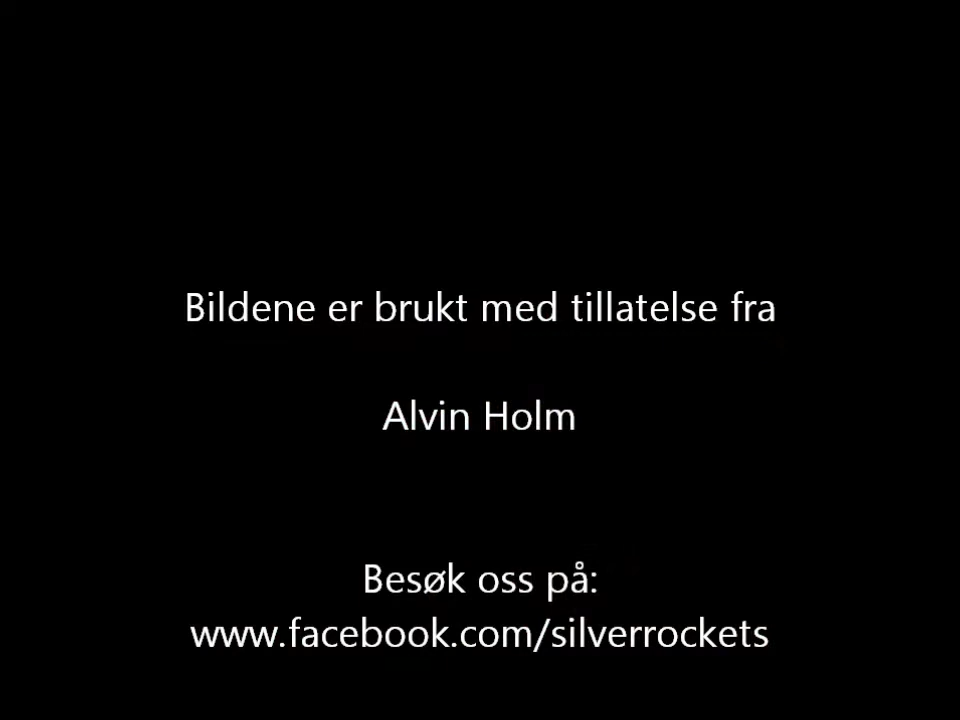 Bildene er brukt med tillatelse fra
Alvin Holm
Besøk oss på:
www.facebook.com/silverrockets